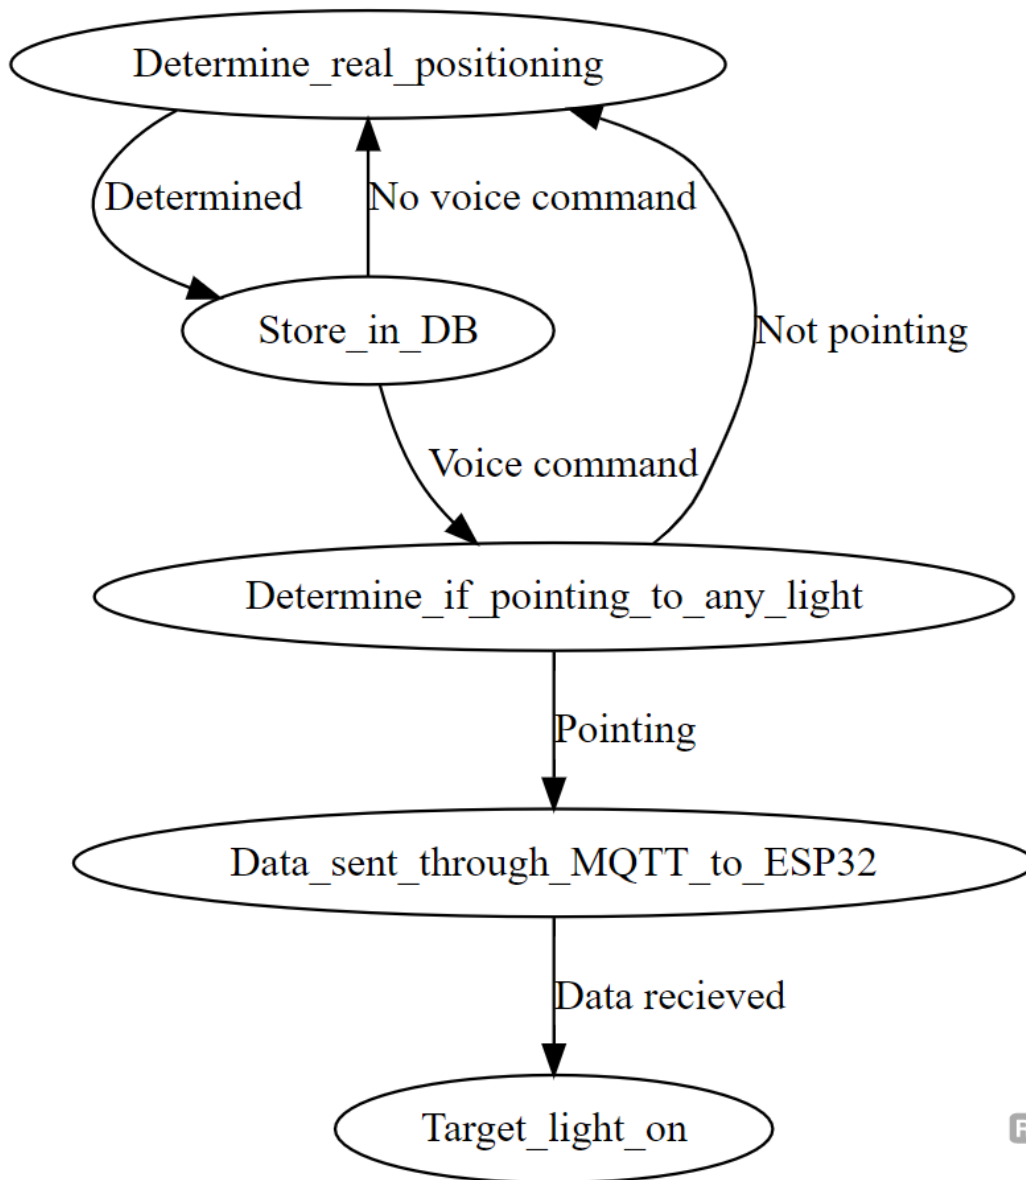 Determine_real_positioning
Determined
No voice command
Store_in_DB
Not pointing
Voice command
Determine_if_pointing_to_any_light
Pointing
Data_sent_through_MQTT_to_ESP32
Data recieved
Target_light_on